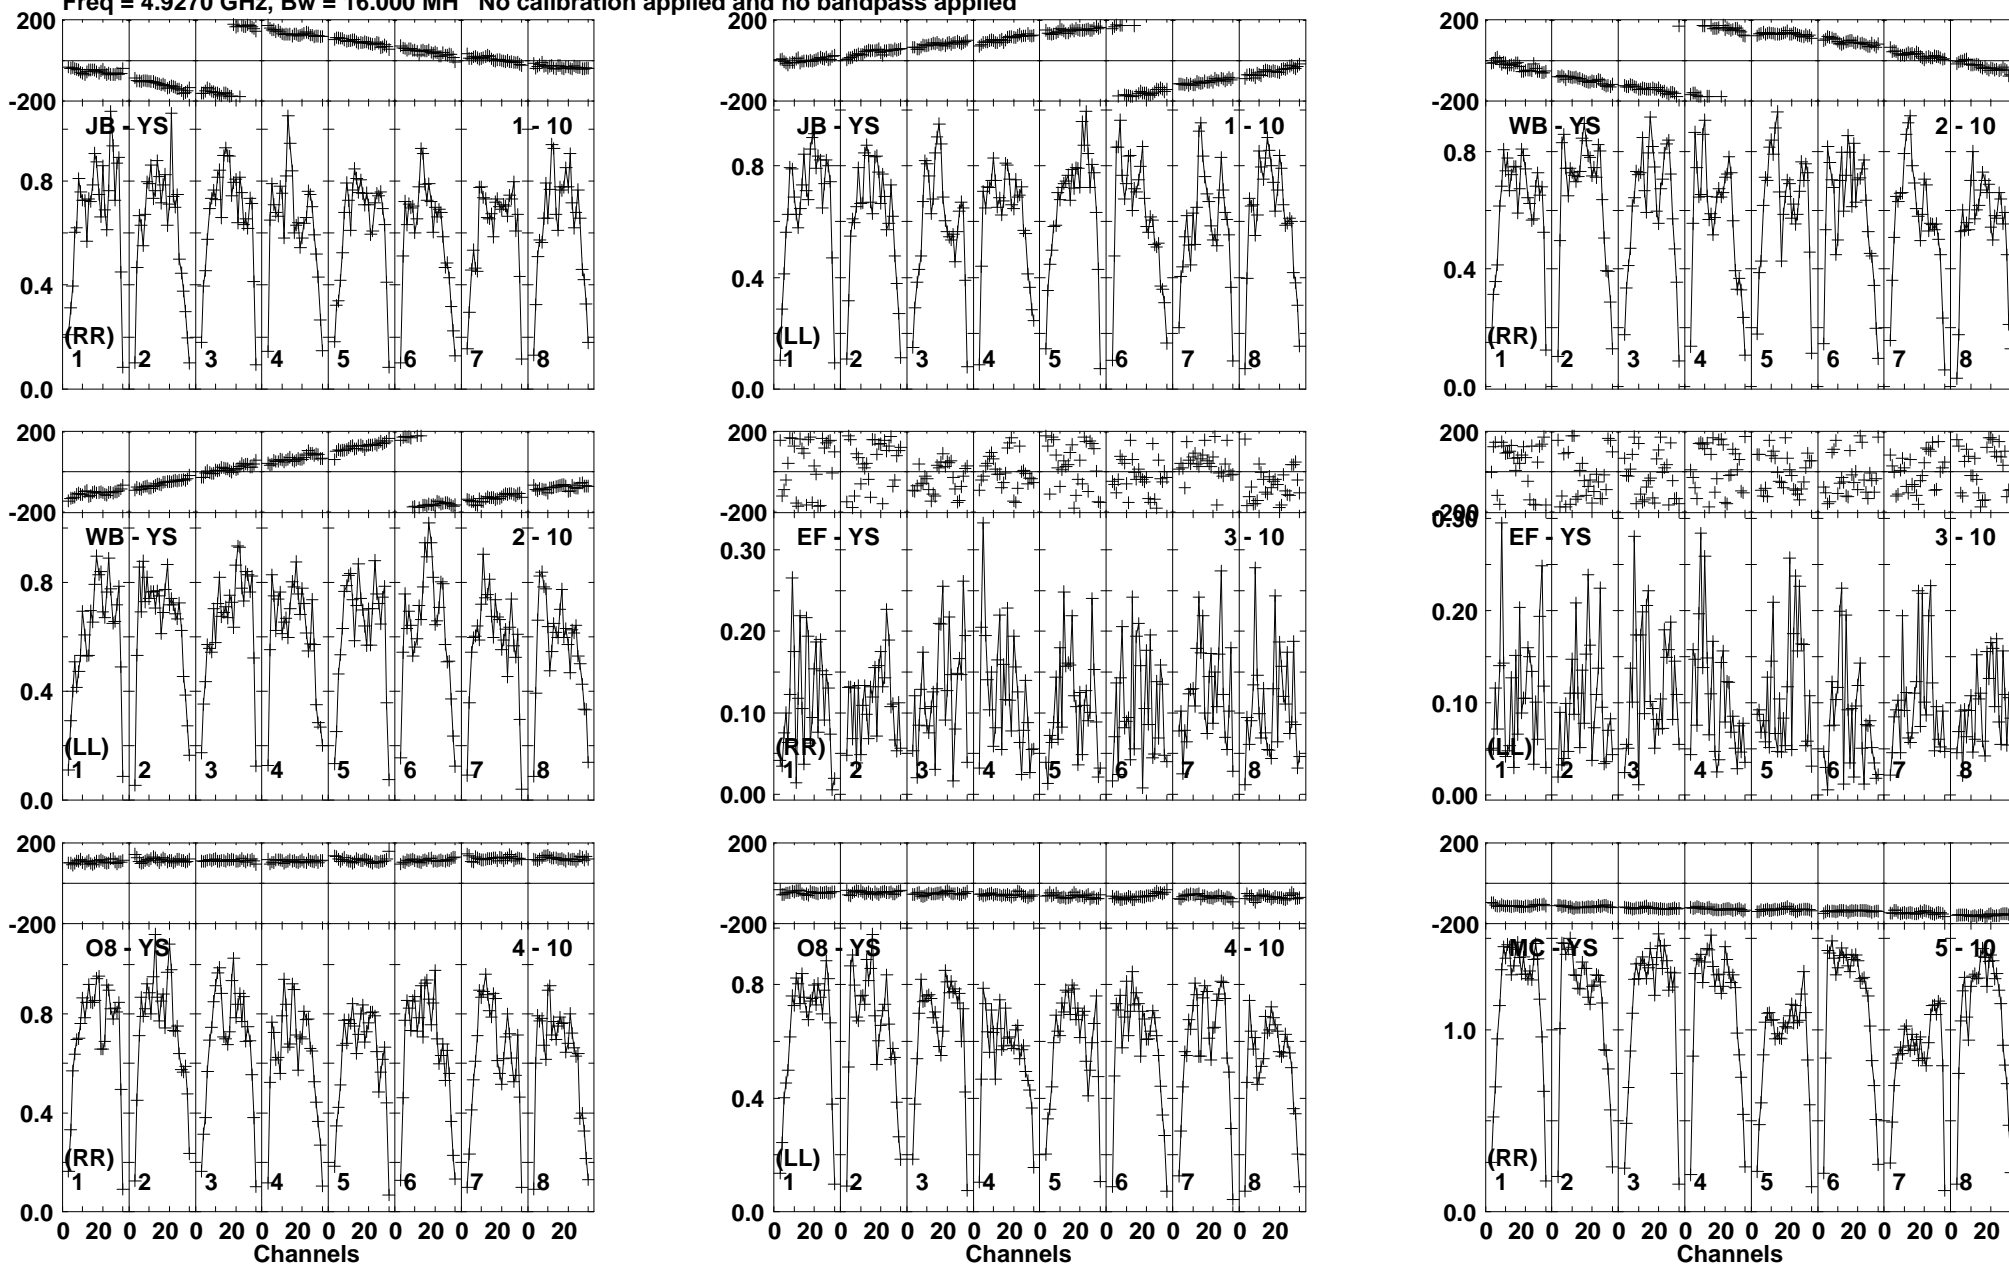 Freq = 4.9270 GHz, Bw = 16.000 MH No calibration applied and no bandpass applied
200 200 200
-200 -200 -200
JB - YS 1 - 10 JB - YS 1 - 10 WB - YS 2 - 10
0.8 0.8 0.8
0.4 0.4 0.4
(RR) (LL) (RR)
1 2 3 4 5 6 7 8 1 2 3 4 5 6 7 8 1 2 3 4 5 6 7 8
0.0 0.0 0.0
200 200 200
-200 -200 -200
0.30
WB - YS 2 - 10 EF - YS 3 - 10 EF - YS 3 - 10
0.8 0.30
0.20 0.20
0.4 0.10 0.10
(LL) (RR) (LL)
1 2 3 4 5 6 7 8 1 2 3 4 5 6 7 8 1 2 3 4 5 6 7 8
0.0 0.00 0.00
200 200 200
-200 -200 -200
O8 - YS 4 - 10 O8 - YS 4 - 10 MC - YS 5 - 10
0.8 0.8 1.0
0.4 0.4
(RR) (LL) (RR)
1 2 3 4 5 6 7 8 1 2 3 4 5 6 7 8 1 2 3 4 5 6 7 8
0.0 0.0 0.0
0 20 0 20 0 20 0 20 0 20 0 20 0 20 0 20 0 20 0 20 0 20 0 20 0 20 0 20 0 20 0 20 0 20 0 20 0 20 0 20 0 20 0 20 0 20 0 20
Channels Channels